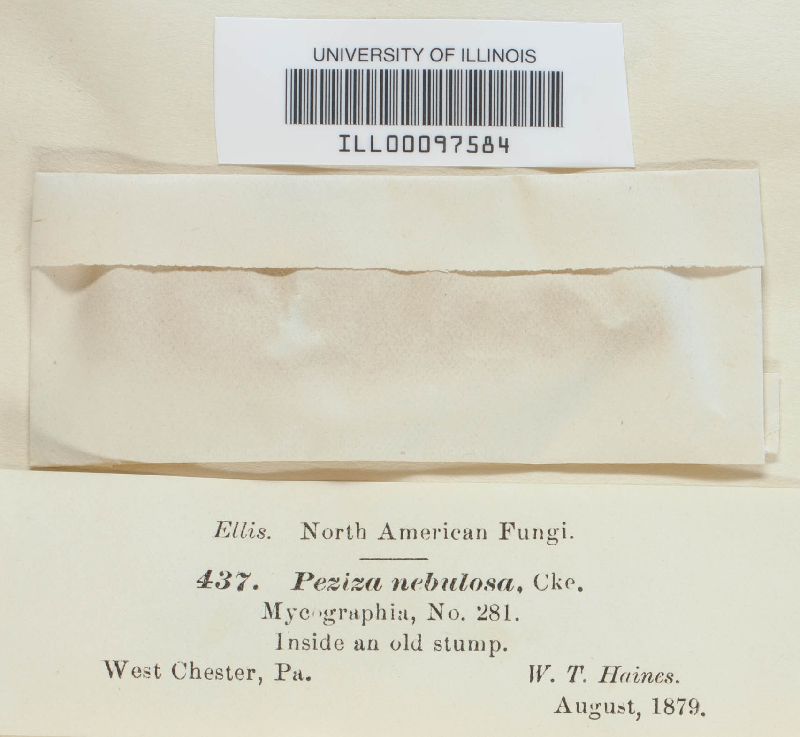 UNIVERSITY OF ILLINOIS
ILL00097584
Ellis. North American Fungi.
437. Peziza nebulosa, Cke.
Mycographia, No. 281.
Inside an old stump.
West Chester, Pa. W. T. Haines.
August, 1879.